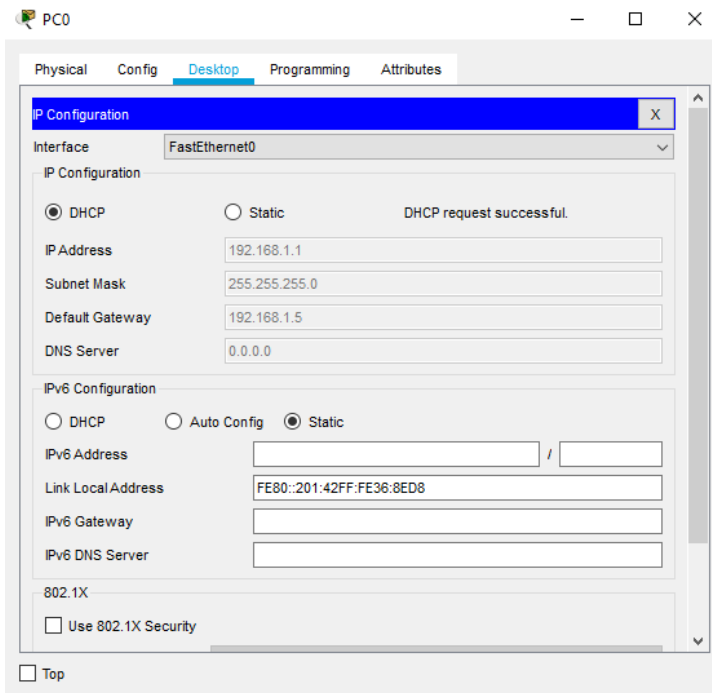 PC0
Physical Config Desktop Programming Attributes
IP Configuration X
Interface FastEthernet0
IP Configuration
DHCP Static DHCP request successful.
IP Address 192.168.1.1
Subnet Mask 255.255.255.0
Default Gateway 192.168.1.5
DNS Server 0.0.0.0
IPv6 Configuration
DHCP Auto Config Static
IPv6 Address /
Link Local Address FE80::201:42FF:FE36:8ED8
IPv6 Gateway
IPv6 DNS Server
802.1X
Use 802.1X Security
Top